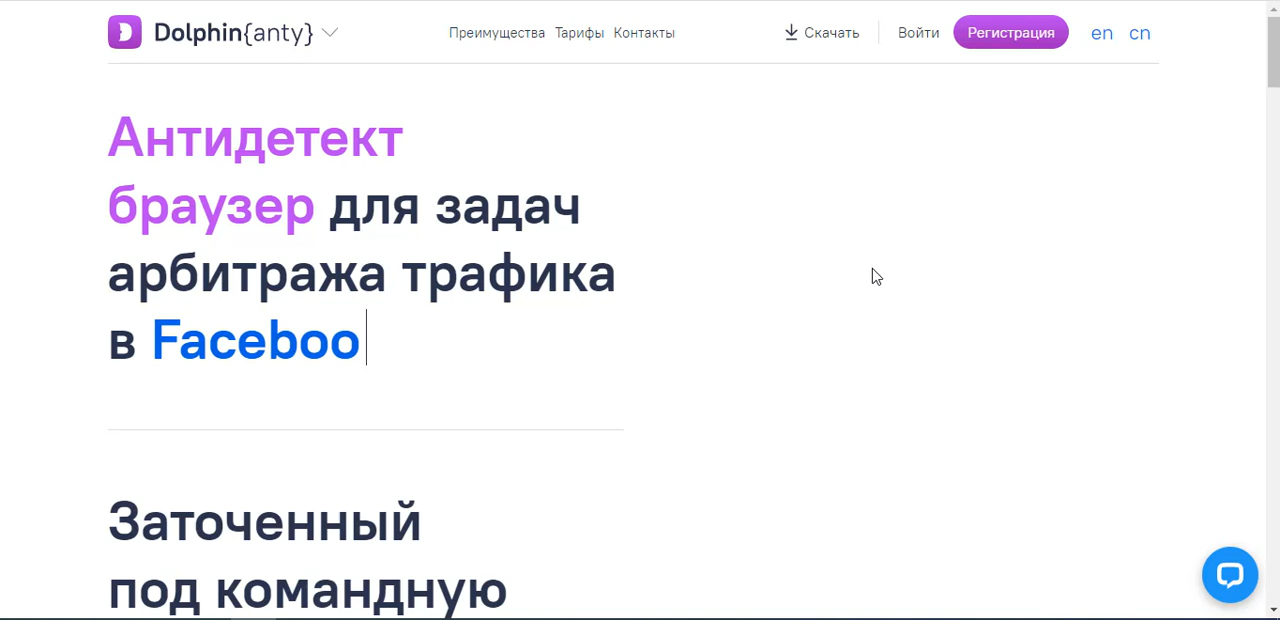 Dolphin{anty}
Преимущества Тарифы Контакты
Скачать
Войти
Регистрация
en cn
Антидетект
браузер для задач
арбитража трафика
в Faceboo
Заточенный
под командную